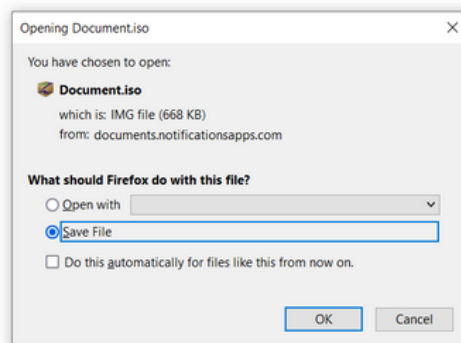 Opening Document.iso
You have chosen to open:
Document.iso
which is: IMG file (668 KB)
from: documents.notificationsapps.com
What should Firefox do with this file?
Open with
Save File
Do this automatically for files like this from now on.
OK Cancel